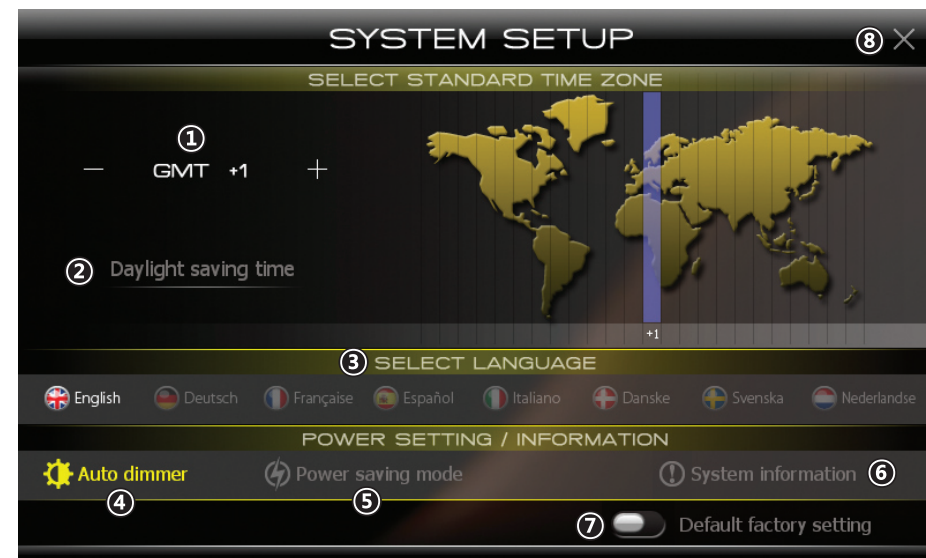 SYSTEM SETUP
⑧
SELECT STANDARD TIME ZONE
①
GMT +1
② Daylight saving time
+1
③ SELECT LANGUAGE
English Deutsch Française Español Italiano Danske Svenska Nederlandse
POWER SETTING / INFORMATION
Auto dimmer Power saving mode System information ⑥
④ ⑤
⑦ Default factory setting